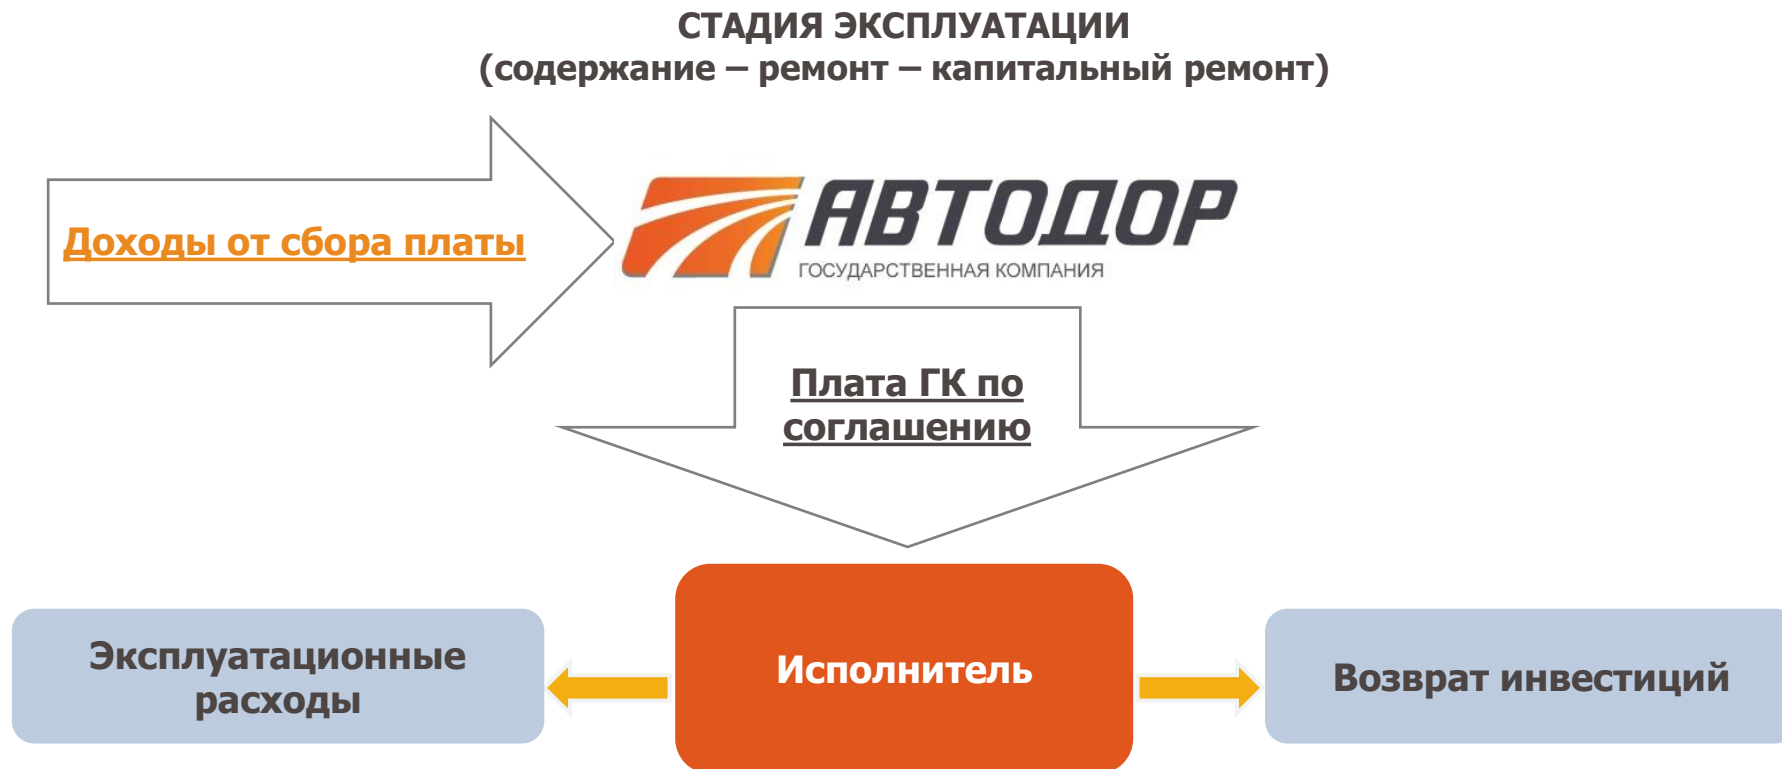 СТАДИЯ ЭКСПЛУАТАЦИИ
(содержание – ремонт – капитальный ремонт)
Доходы от сбора платы
АВТОДОР
ГОСУДАРСТВЕННАЯ КОМПАНИЯ
Плата ГК по
соглашению
Эксплуатационные
расходы
Исполнитель
Возврат инвестиций